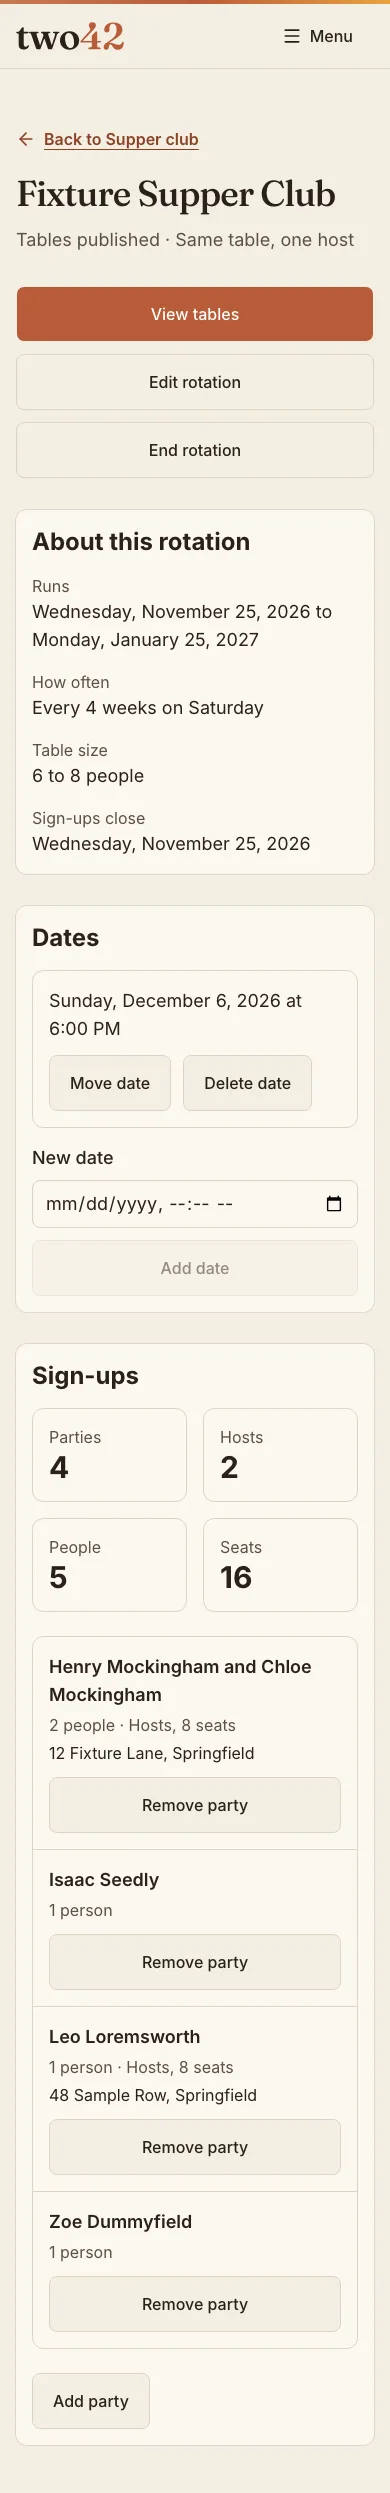 two42
Menu
Back to Supper club
Fixture Supper Club
Tables published · Same table, one host
View tables
Edit rotation
End rotation
About this rotation
Runs
Wednesday, November 25, 2026 to
Monday, January 25, 2027
How often
Every 4 weeks on Saturday
Table size
6 to 8 people
Sign-ups close
Wednesday, November 25, 2026
Dates
Sunday, December 6, 2026 at
6:00 PM
Move date
Delete date
New date
mm/dd/yyyy, --:-- --
Add date
Sign-ups
Parties
4
Hosts
2
People
5
Seats
16
Henry Mockingham and Chloe
Mockingham
2 people · Hosts, 8 seats
12 Fixture Lane, Springfield
Remove party
Isaac Seedly
1 person
Remove party
Leo Loremsworth
1 person · Hosts, 8 seats
48 Sample Row, Springfield
Remove party
Zoe Dummyfield
1 person
Remove party
Add party